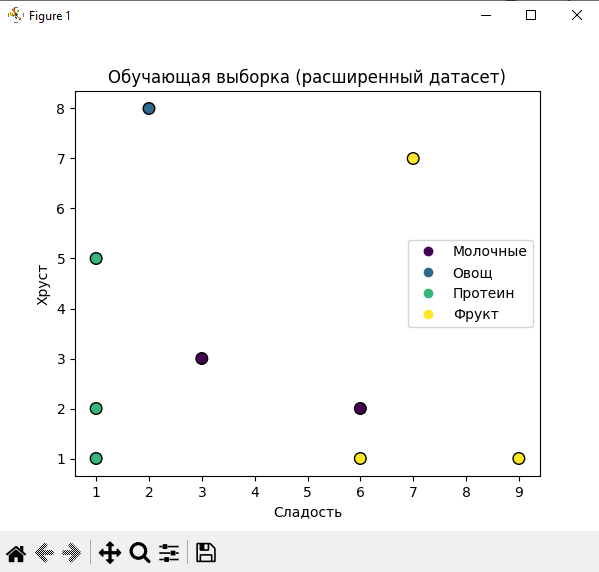 Figure 1
Обучающая выборка (расширенный датасет)
8
7
6
5
4
3
2
1
Хруст
Молочные
Овощ
Протеин
Фрукт
1 2 3 4 5 6 7 8 9
Сладость